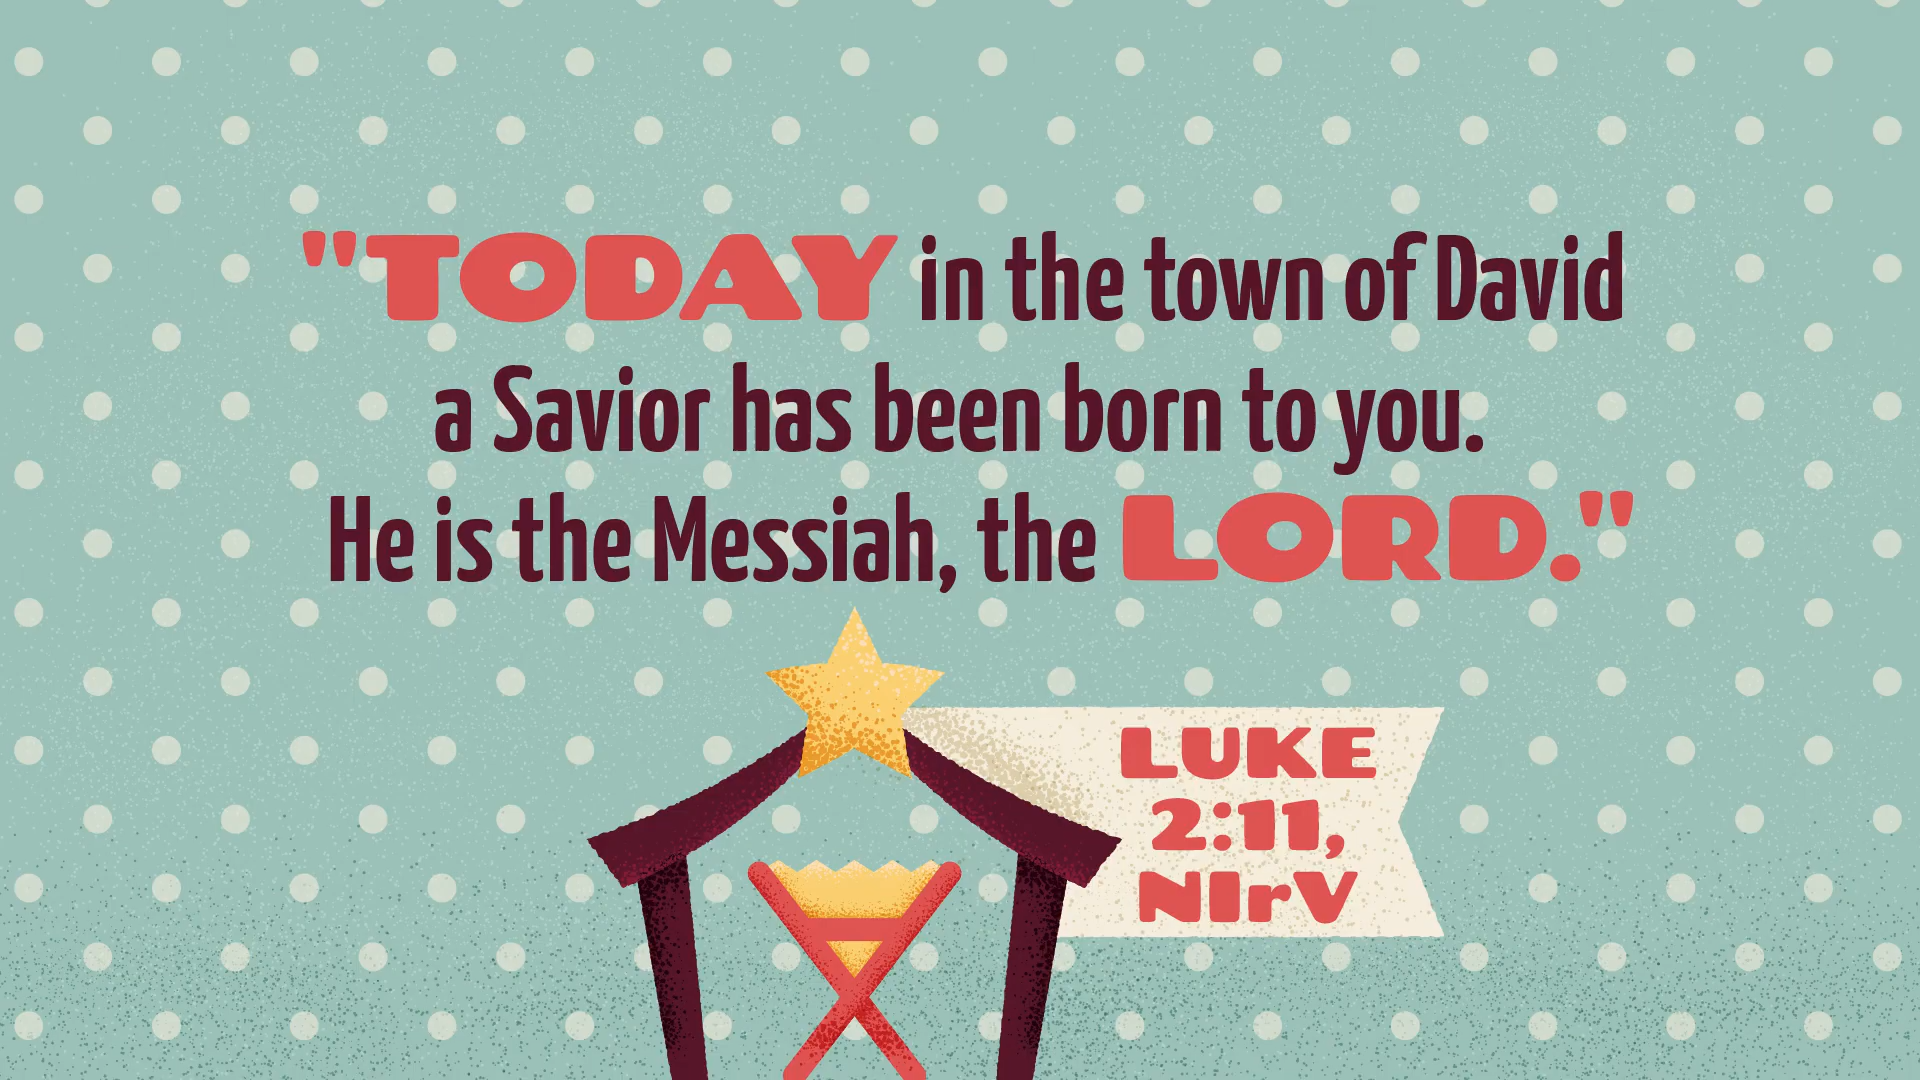 "TODAY in the town of David
a Savior has been born to you.
He is the Messiah, the LORD."
LUKE
2:11,
NIrV